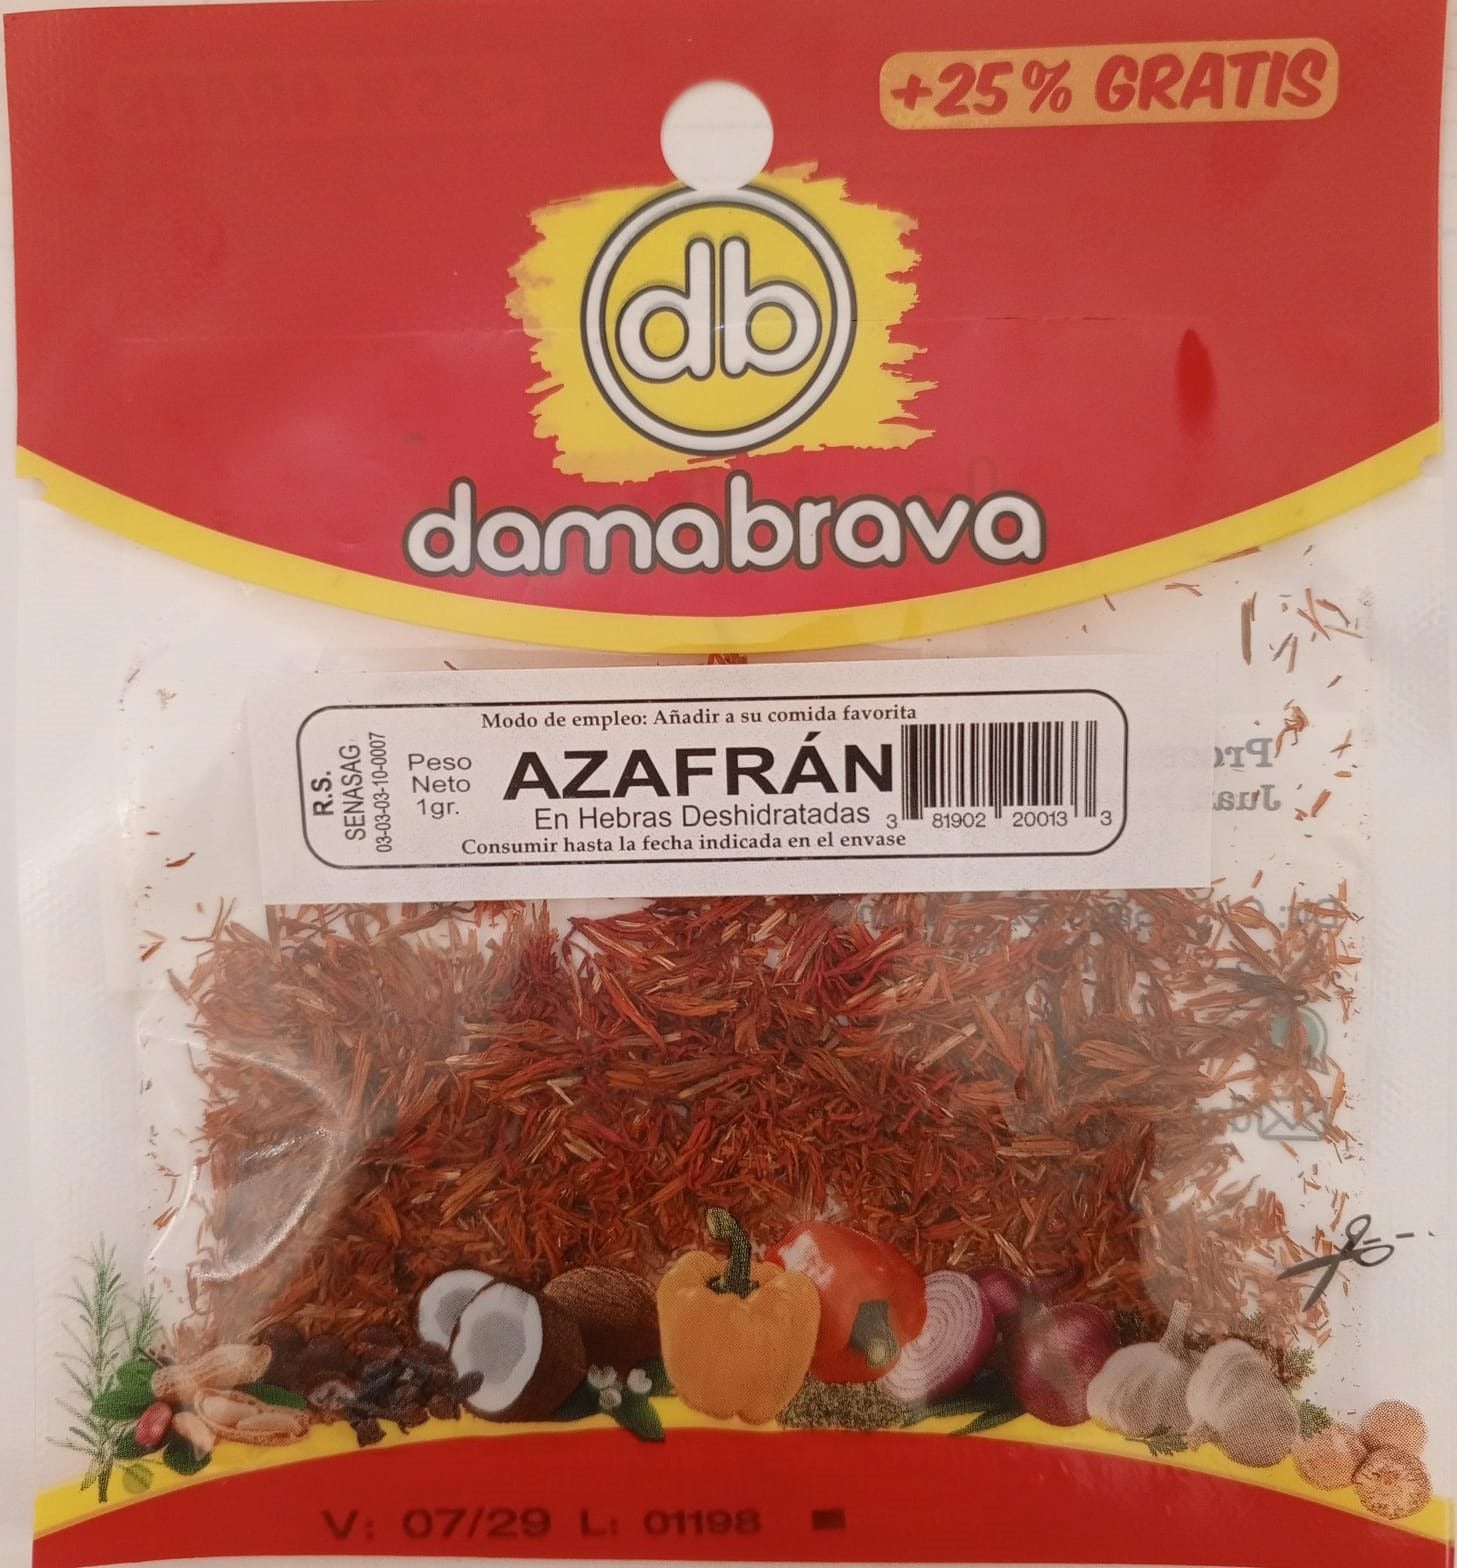 +25% GRATIS
db
damabrava
Modo de empleo: Añadir a su comida favorita
R.S.
SENASAG
03-03-03-10-0007
Peso
Neto
1gr.
AZAFRÁN
En Hebras Deshidratadas
3 81902 20013 3
Consumir hasta la fecha indicada en el envase
V: 07/29 L: 01198